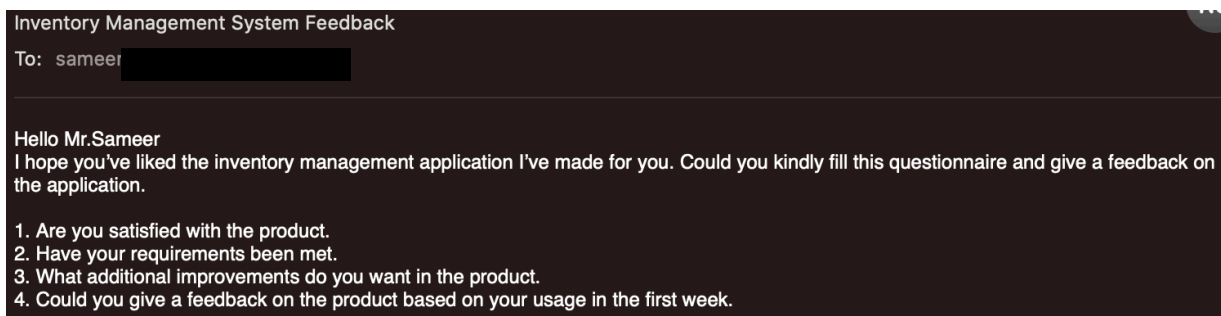 Inventory Management System Feedback
To: sameer
Hello Mr.Sameer
I hope you've liked the inventory management application I've made for you. Could you kindly fill this questionnaire and give a feedback on
the application.
1. Are you satisfied with the product.
2. Have your requirements been met.
3. What additional improvements do you want in the product.
4. Could you give a feedback on the product based on your usage in the first week.